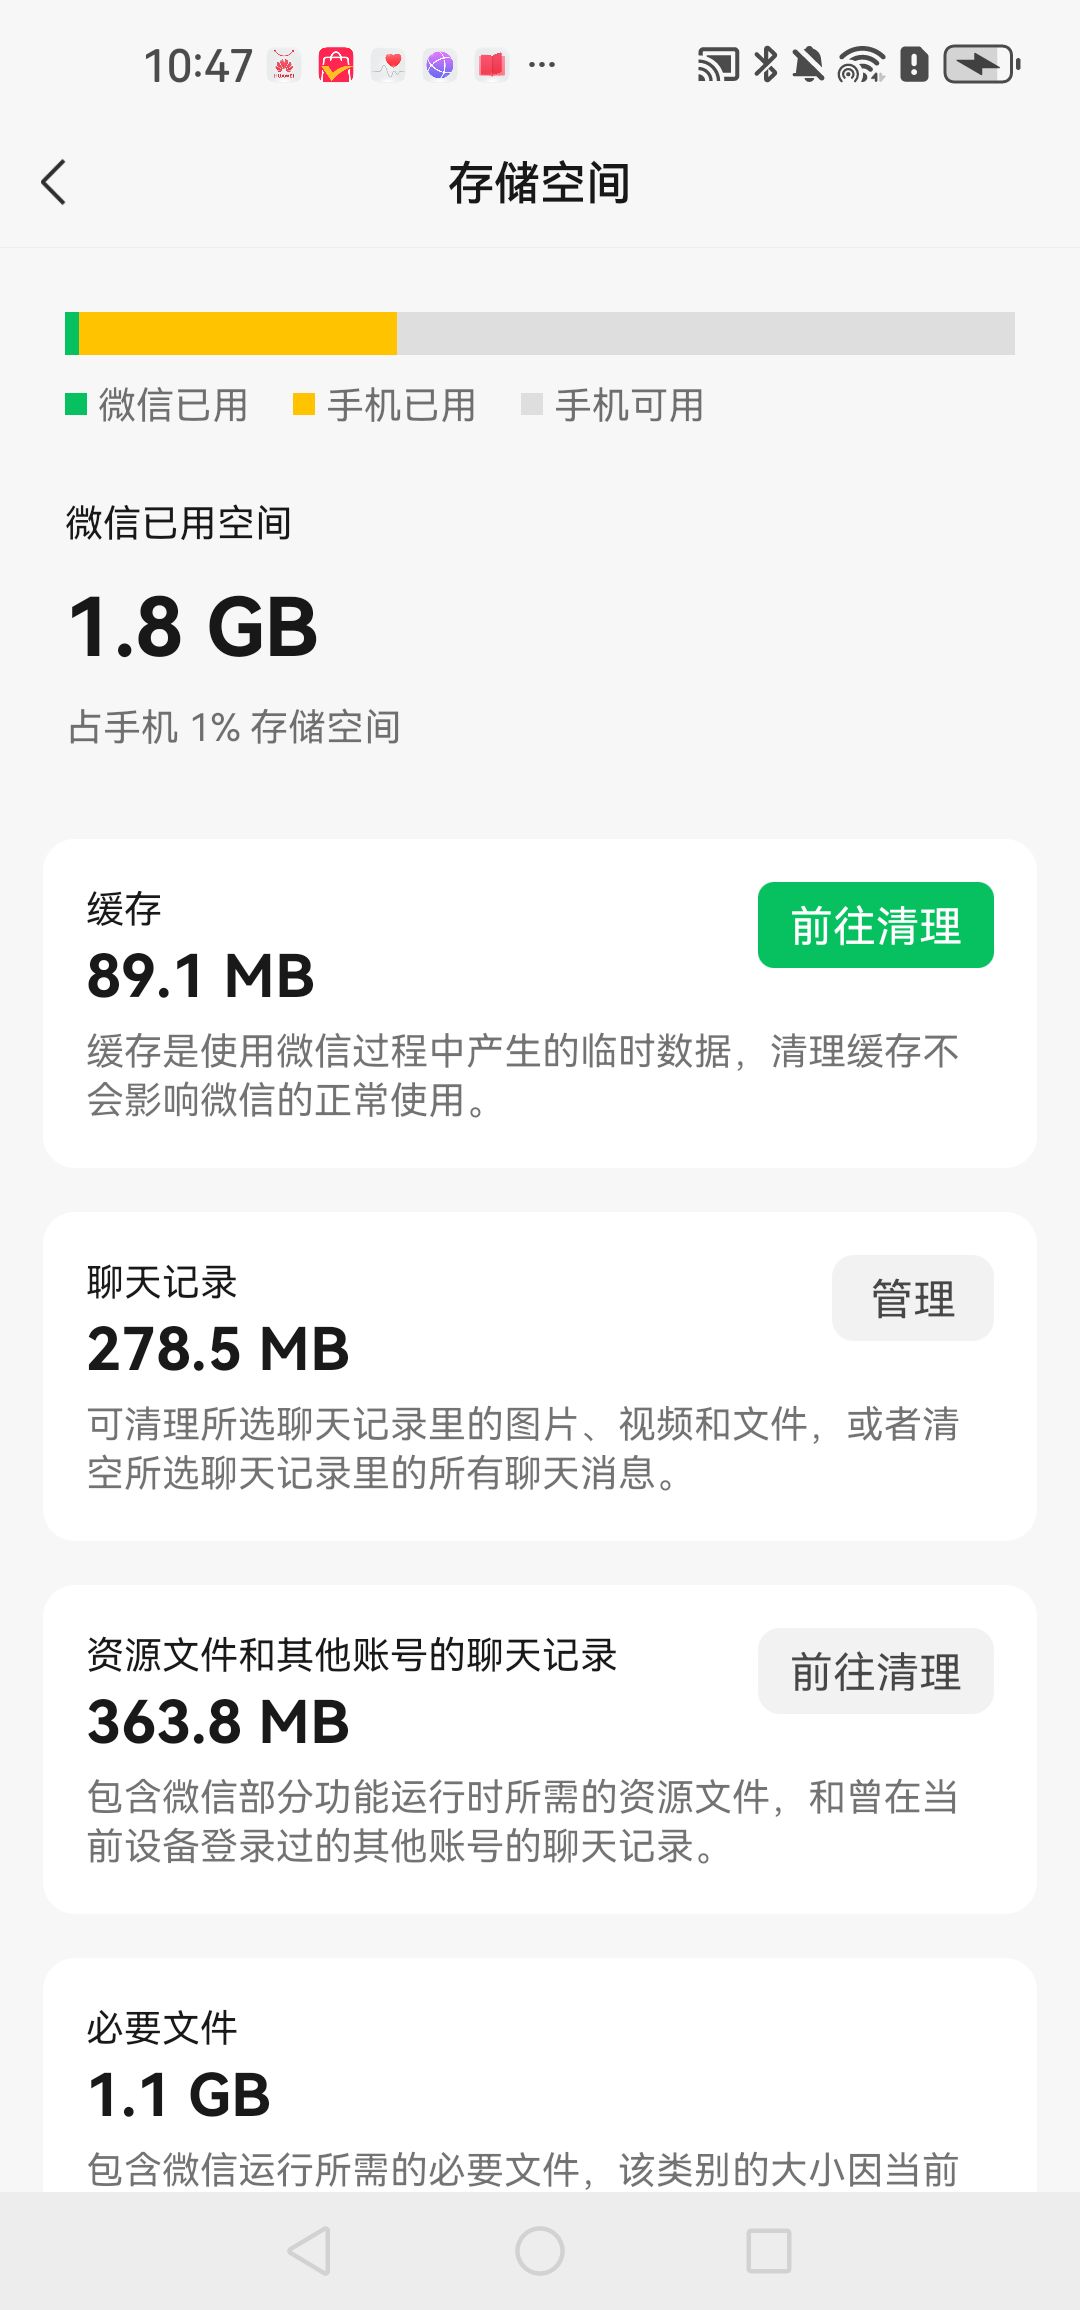 10:47
存储空间
微信已用 手机已用 手机可用
微信已用空间
1.8 GB
占手机 1% 存储空间
缓存
前往清理
89.1 MB
缓存是使用微信过程中产生的临时数据，清理缓存不
会影响微信的正常使用。
聊天记录
管理
278.5 MB
可清理所选聊天记录里的图片、视频和文件，或者清
空所选聊天记录里的所有聊天消息。
资源文件和其他账号的聊天记录
前往清理
363.8 MB
包含微信部分功能运行时所需的资源文件，和曾在当
前设备登录过的其他账号的聊天记录。
必要文件
1.1 GB
包含微信运行所需的必要文件，该类别的大小因当前